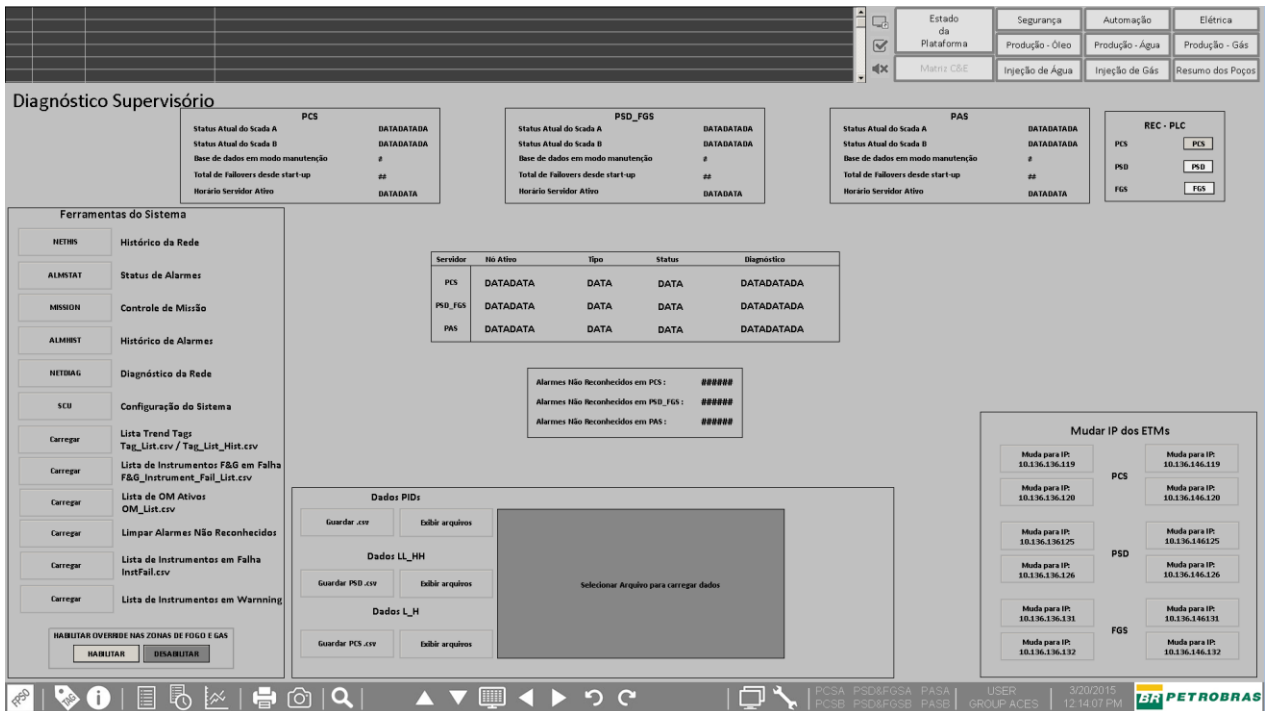 Estado
da
Plataforma
Segurança
Automação
Elétrica
Produção - Óleo
Produção - Água
Produção - Gás
Matriz C&E
Injeção de Água
Injeção de Gás
Resumo dos Poços
Diagnóstico Supervisório
PCS
Status Atual do Scada A DATADATADA
Status Atual do Scada B DATADATADA
Base de dados em modo manutenção #
Total de Failovers desde start-up ##
Horário Servidor Ativo DATADATA
PSD_FGS
Status Atual do Scada A DATADATADA
Status Atual do Scada B DATADATADA
Base de dados em modo manutenção #
Total de Failovers desde start-up ##
Horário Servidor Ativo DATADATA
PAS
Status Atual do Scada A DATADATADA
Status Atual do Scada B DATADATADA
Base de dados em modo manutenção #
Total de Failovers desde start-up ##
Horário Servidor Ativo DATADATA
REC - PLC
PCS PCS
PSD PSD
FGS FGS
Ferramentas do Sistema
NETHIS Histórico da Rede
ALMSTAT Status de Alarmes
MISSION Controle de Missão
ALMHIST Histórico de Alarmes
NETDIAG Diagnóstico da Rede
SCU Configuração do Sistema
Carregar Lista Trend Tags
Tag_List.csv / Tag_List_Hist.csv
Carregar Lista de Instrumentos F&G em Falha
F&G_Instrument_Fail_List.csv
Carregar Lista de OM Ativos
OM_List.csv
Carregar Limpar Alarmes Não Reconhecidos
Carregar Lista de Instrumentos em Falha
InstFail.csv
Carregar Lista de Instrumentos em Warnning
HABILITAR OVERRIDE NAS ZONAS DE FOGO E GAS
HABILITAR DESABILITAR
Servidor Nó Ativo Tipo Status Diagnóstico
PCS DATADATA DATA DATA DATADATADA
PSD_FGS DATADATA DATA DATA DATADATADA
PAS DATADATA DATA DATA DATADATADA
Alarmes Não Reconhecidos em PCS : ######
Alarmes Não Reconhecidos em PSD_FGS : ######
Alarmes Não Reconhecidos em PAS : ######
Dados PIDs
Guardar .csv Exibir arquivos
Dados LL_HH
Guardar PSD .csv Exibir arquivos
Dados L_H
Guardar PCS .csv Exibir arquivos
Selecionar Arquivo para carregar dados
Mudar IP dos ETMs
Muda para IP:
10.136.136.119
Muda para IP:
10.136.146.119
PCS
Muda para IP:
10.136.136.120
Muda para IP:
10.136.146.120
Muda para IP:
10.136.136125
Muda para IP:
10.136.146125
PSD
Muda para IP:
10.136.136.126
Muda para IP:
10.136.146.126
Muda para IP:
10.136.136.131
Muda para IP:
10.136.146131
FGS
Muda para IP:
10.136.136.132
Muda para IP:
10.136.146.132
PPSD
TAG
PCSA PSD&FGSA PASA
PCSB PSD&FGSB PASB
USER
GROUP ACES
3/20/2015
12:14:07 PM
BR PETROBRAS